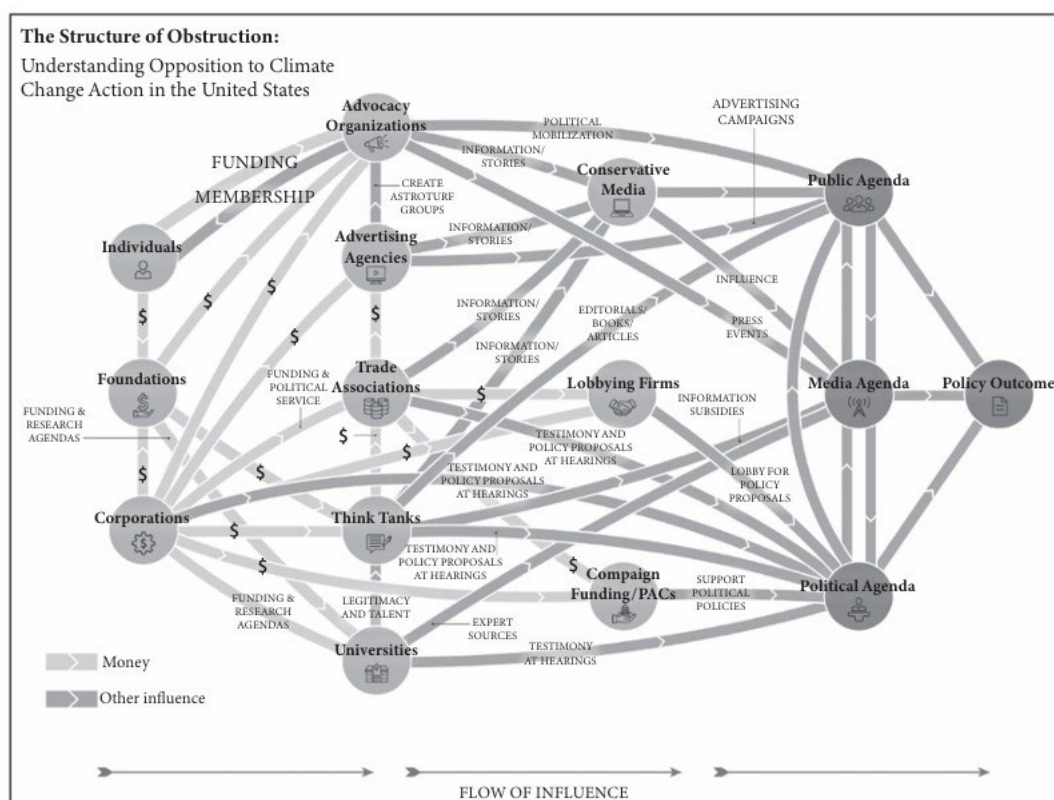 The Structure of Obstruction:
Understanding Opposition to Climate
Change Action in the United States
Advocacy
Organizations
POLITICAL
MOBILIZATION
ADVERTISING
CAMPAIGNS
INFORMATION/
STORIES
FUNDING
MEMBERSHIP
CREATE
ASTROTURF
GROUPS
Conservative
Media
Public Agenda
Individuals
Advertising
Agencies
INFORMATION/
STORIES
$
$
$
$
$
INFORMATION/
STORIES
EDITORIALS/
BOOKS/
ARTICLES
INFLUENCE
PRESS
EVENTS
INFORMATION/
STORIES
Foundations
$
FUNDING &
POLITICAL
SERVICE
Trade
Associations
$
Lobbying Firms
Media Agenda
Policy Outcome
FUNDING &
RESEARCH
AGENDAS
INFORMATION
SUBSIDIES
$
$
TESTIMONY AND
POLICY PROPOSALS
AT HEARINGS
$
$
TESTIMONY AND
POLICY PROPOSALS
AT HEARINGS
LOBBY FOR
POLICY
PROPOSALS
Corporations
$
$
Think Tanks
TESTIMONY AND
POLICY PROPOSALS
AT HEARINGS
$
$
Compaign
Funding/PACs
SUPPORT
POLITICAL
POLICIES
Political Agenda
FUNDING &
RESEARCH
AGENDAS
LEGITIMACY
AND TALENT
EXPERT
SOURCES
Universities
TESTIMONY
AT HEARINGS
Money
Other influence
FLOW OF INFLUENCE